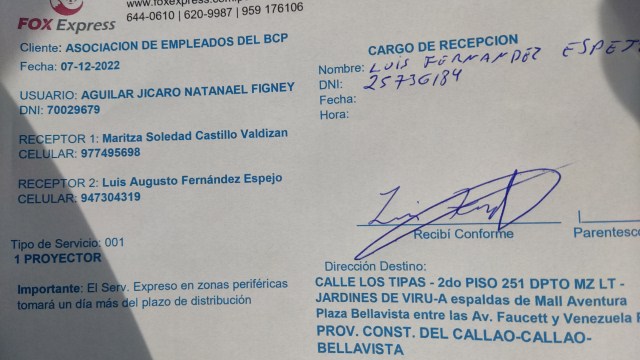 FOX Express
644-0610 | 620-9987 | 959 176106
Cliente: ASOCIACION DE EMPLEADOS DEL BCP
Fecha: 07-12-2022
USUARIO: AGUILAR JICARO NATANAEL FIGNEY
DNI: 70029679
RECEPTOR 1: Maritza Soledad Castillo Valdizan
CELULAR: 977495698
RECEPTOR 2: Luis Augusto Fernández Espejo
CELULAR: 947304319
Tipo de Servicio: 001
1 PROYECTOR
Importante: El Serv. Expreso en zonas periféricas
tomará un día más del plazo de distribución
CARGO DE RECEPCION
Nombre: LUIS FERNANDEZ ESPEJ
DNI: 25736184
Fecha:
Hora:
Recibí Conforme
Parentesco
Dirección Destino:
CALLE LOS TIPAS - 2do PISO 251 DPTO MZ LT -
JARDINES DE VIRU-A espaldas de Mall Aventura
Plaza Bellavista entre las Av. Faucett y Venezuela
PROV. CONST. DEL CALLAO-CALLAO-
BELLAVISTA